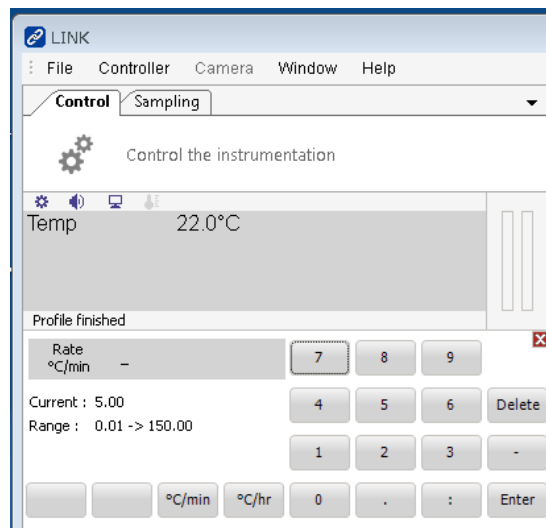 LINK
File Controller Camera Window Help
Control Sampling
Control the instrumentation
Temp 22.0°C
Profile finished
Rate
°C/min –
7 8 9
Current : 5.00
Range : 0.01 -> 150.00
4 5 6 Delete
1 2 3 -
°C/min °C/hr 0 . : Enter